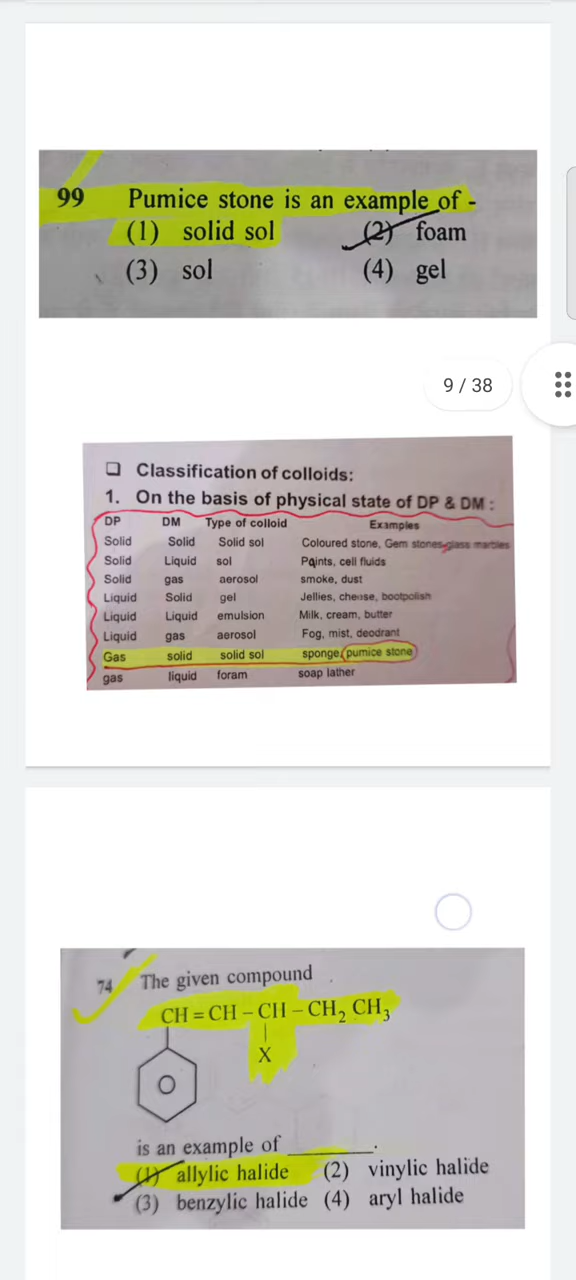 99 Pumice stone is an example of -
(1) solid sol (2) foam
(3) sol (4) gel
9 / 38
Classification of colloids:
1. On the basis of physical state of DP & DM :
DP DM Type of colloid Examples
Solid Solid Solid sol Coloured stone, Gem stones, glass marbles
Solid Liquid sol Paints, cell fluids
Solid gas aerosol smoke, dust
Liquid Solid gel Jellies, cheese, bootpolish
Liquid Liquid emulsion Milk, cream, butter
Liquid gas aerosol Fog, mist, deodrant
Gas solid solid sol sponge, pumice stone
gas liquid foram soap lather
74 The given compound
CH = CH – CH – CH₂ CH₃
X
is an example of ________.
(1) allylic halide (2) vinylic halide
(3) benzylic halide (4) aryl halide